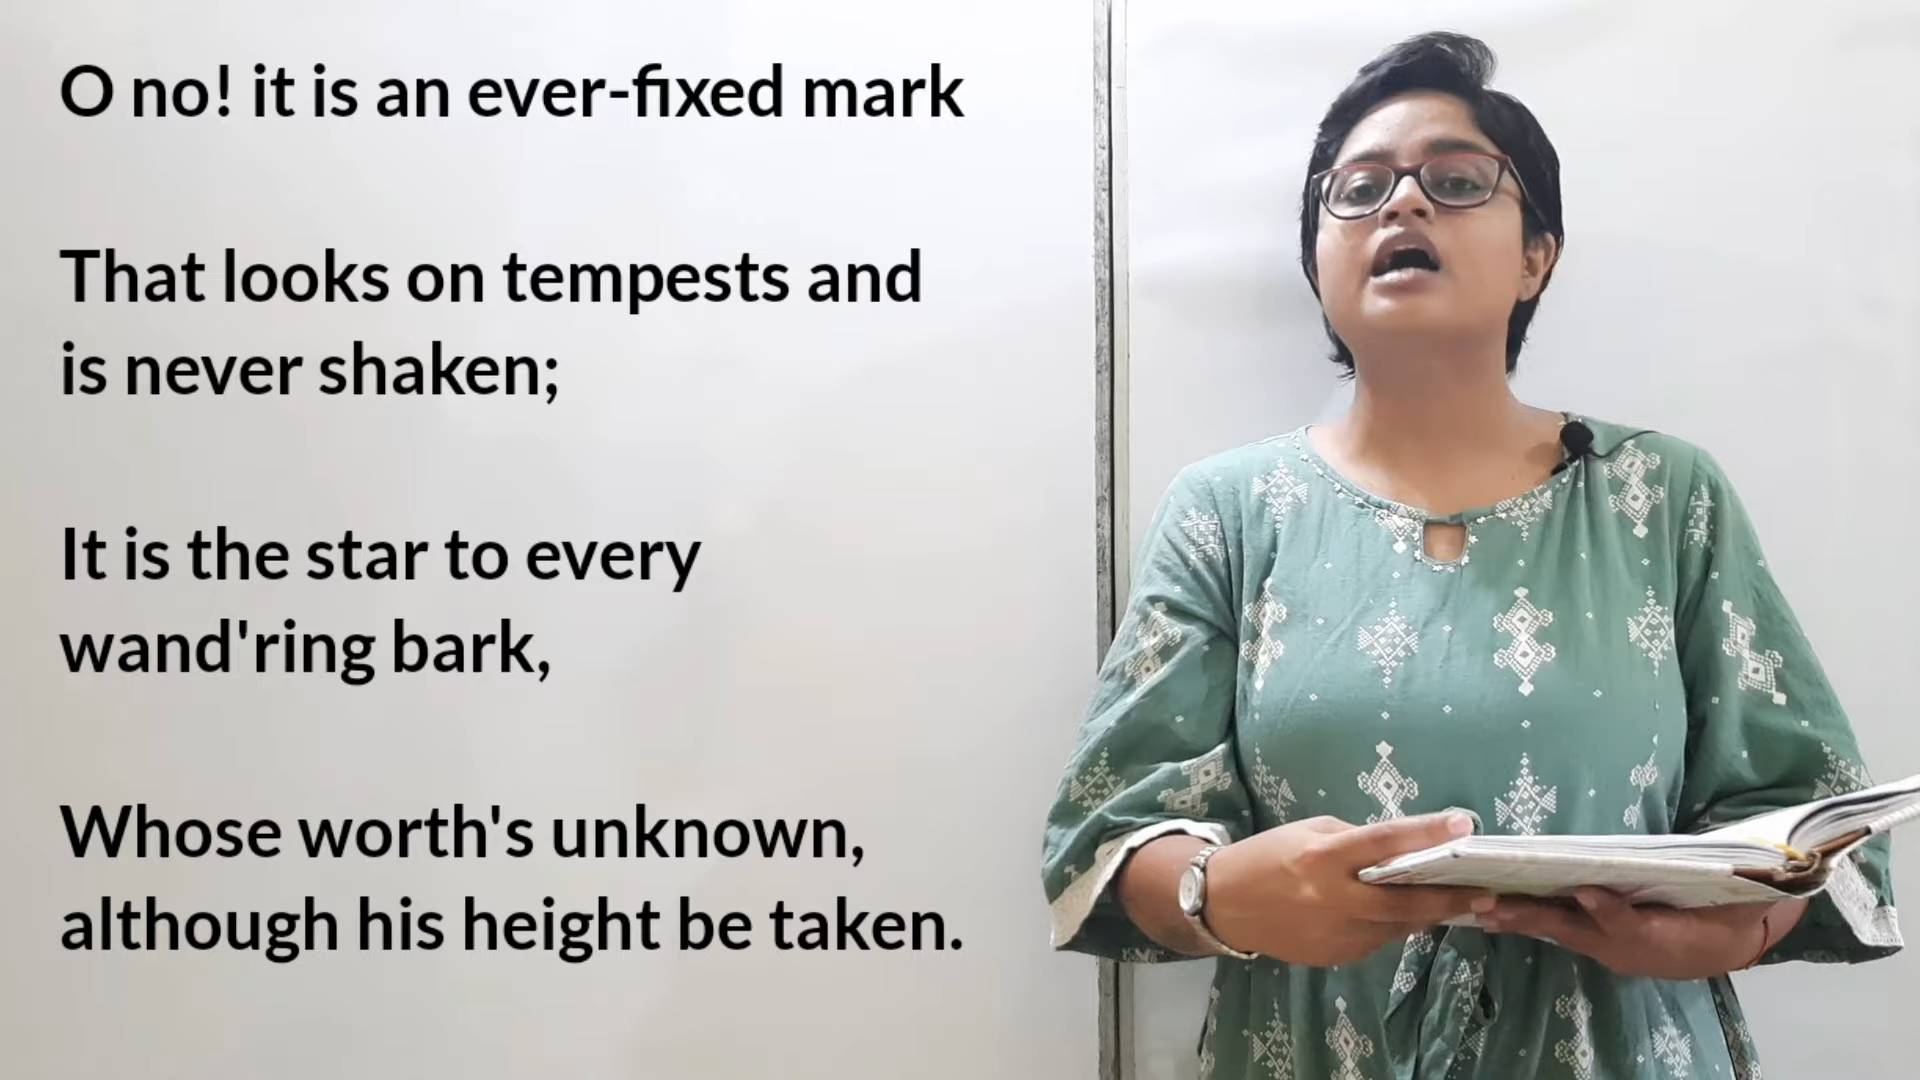 O no! it is an ever-fixed mark
That looks on tempests and
is never shaken;
It is the star to every
wand'ring bark,
Whose worth's unknown,
although his height be taken.